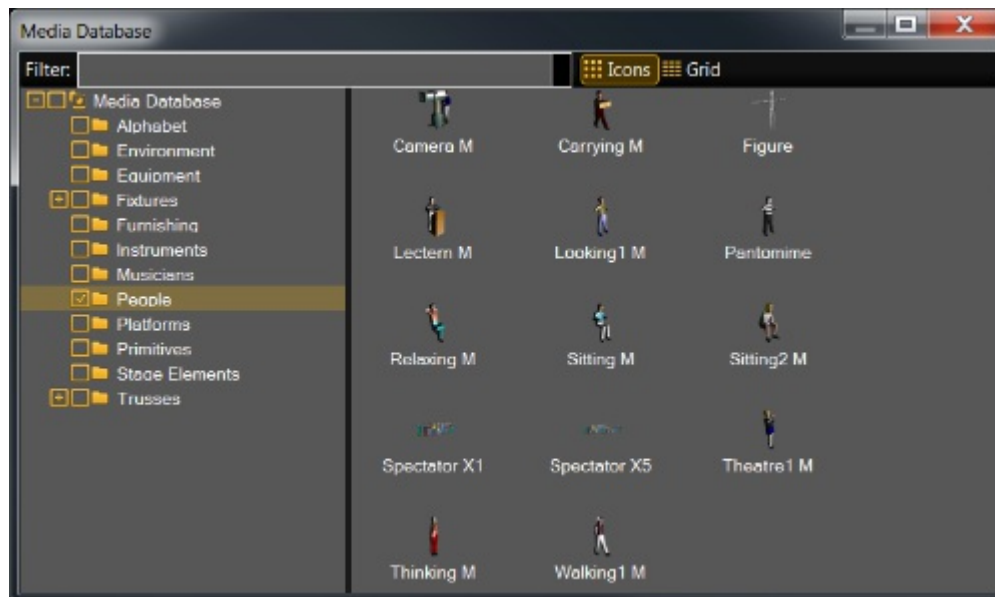 Media Database
Filter:
Icons
Grid
Media Database
Alphabet
Environment
Equipment
Fixtures
Furnishing
Instruments
Musicians
People
Platforms
Primitives
Stage Elements
Trusses
Camera M
Carrying M
Figure
Lectern M
Looking1 M
Pantomime
Relaxing M
Sitting M
Sitting2 M
Spectator X1
Spectator X5
Theatre1 M
Thinking M
Walking1 M